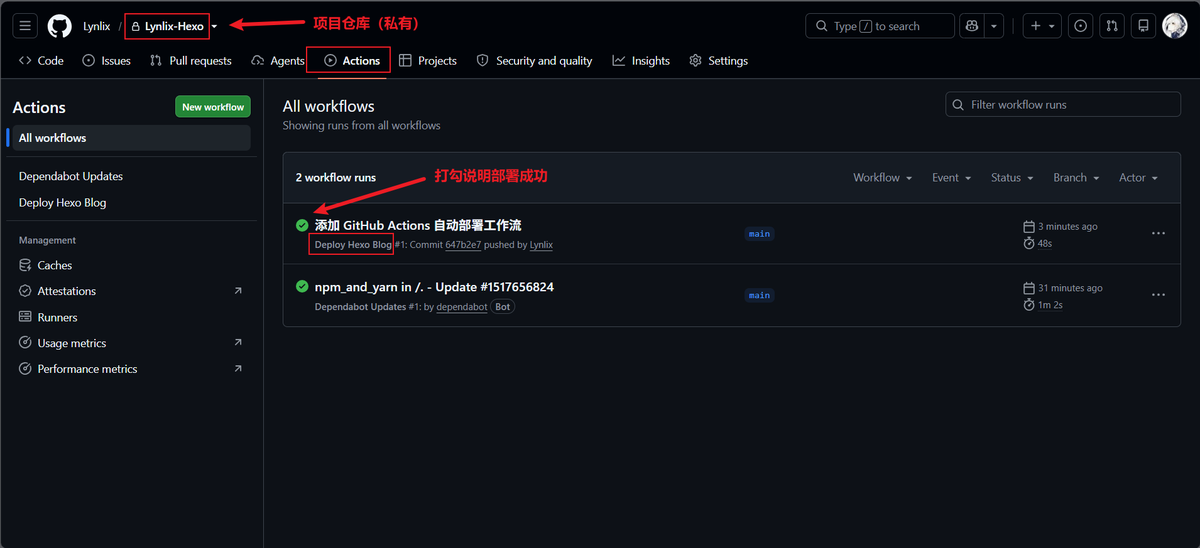 Lynlix / Lynlix-Hexo
项目仓库（私有）
Type / to search
Code Issues Pull requests Agents Actions Projects Security and quality Insights Settings
Actions
New workflow
All workflows
Dependabot Updates
Deploy Hexo Blog
Management
Caches
Attestations
Runners
Usage metrics
Performance metrics
All workflows
Showing runs from all workflows
Filter workflow runs
2 workflow runs
打勾说明部署成功
Workflow Event Status Branch Actor
添加 GitHub Actions 自动部署工作流
Deploy Hexo Blog #1: Commit 647b2e7 pushed by Lynlix
main
3 minutes ago
48s
npm_and_yarn in /. - Update #1517656824
Dependabot Updates #1: by dependabot Bot
main
31 minutes ago
1m 2s